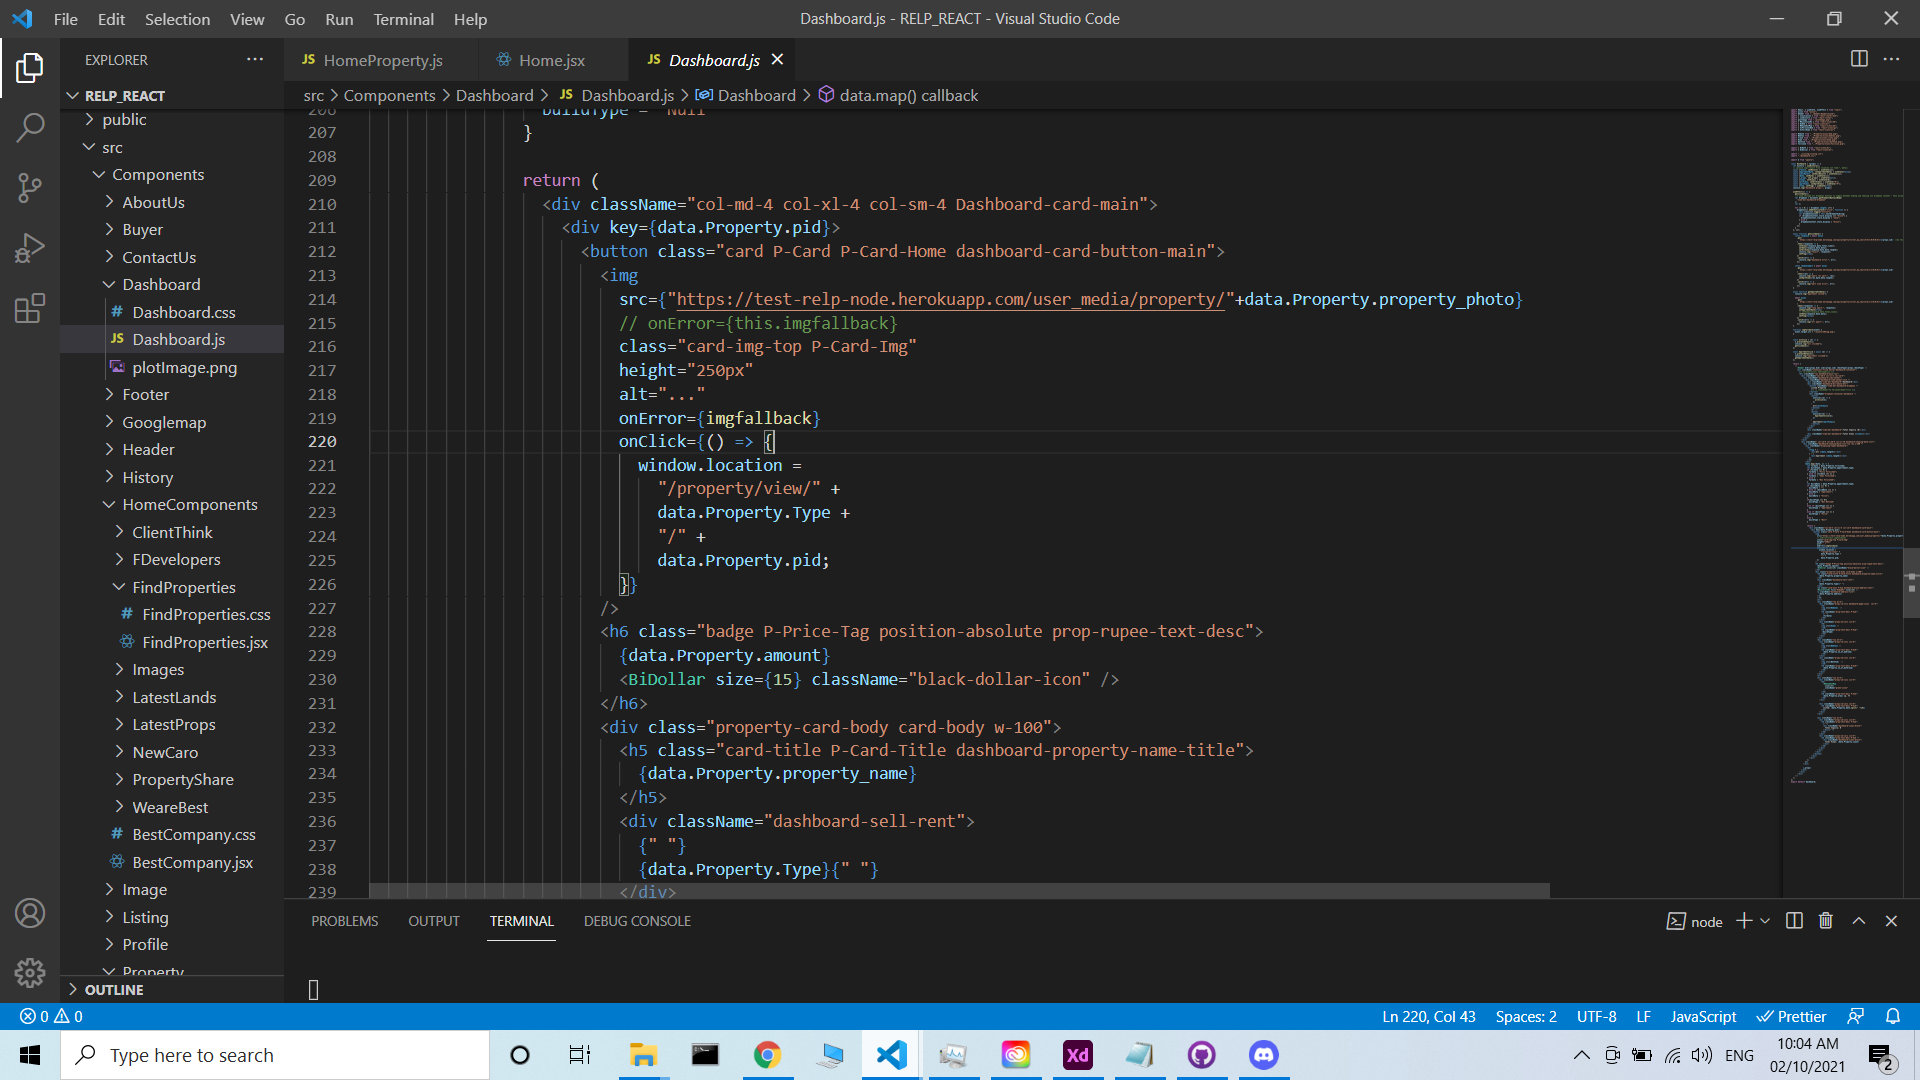 File Edit Selection View Go Run Terminal Help
Dashboard.js - RELP_REACT - Visual Studio Code
EXPLORER
JS HomeProperty.js
Home.jsx
JS Dashboard.js
RELP_REACT
src > Components > Dashboard > JS Dashboard.js > Dashboard > data.map() callback
public
src
Components
AboutUs
Buyer
ContactUs
Dashboard
# Dashboard.css
JS Dashboard.js
plotImage.png
Footer
Googlemap
Header
History
HomeComponents
ClientThink
FDevelopers
FindProperties
# FindProperties.css
FindProperties.jsx
Images
LatestLands
LatestProps
NewCaro
PropertyShare
WeareBest
# BestCompany.css
BestCompany.jsx
Image
Listing
Profile
Property
OUTLINE
206 buildType = "Null"
207 }
208
209 return (
210 <div className="col-md-4 col-xl-4 col-sm-4 Dashboard-card-main">
211 <div key={data.Property.pid}>
212 <button class="card P-Card P-Card-Home dashboard-card-button-main">
213 <img
214 src={"https://test-relp-node.herokuapp.com/user_media/property/"+data.Property.property_photo}
215 // onError={this.imgfallback}
216 class="card-img-top P-Card-Img"
217 height="250px"
218 alt="..."
219 onError={imgfallback}
220 onClick={() => {
221 window.location =
222 "/property/view/" +
223 data.Property.Type +
224 "/" +
225 data.Property.pid;
226 }}
227 />
228 <h6 class="badge P-Price-Tag position-absolute prop-rupee-text-desc">
229 {data.Property.amount}
230 <BiDollar size={15} className="black-dollar-icon" />
231 </h6>
232 <div class="property-card-body card-body w-100">
233 <h5 class="card-title P-Card-Title dashboard-property-name-title">
234 {data.Property.property_name}
235 </h5>
236 <div className="dashboard-sell-rent">
237 {" "}
238 {data.Property.Type}{" "}
239 </div>
PROBLEMS OUTPUT TERMINAL DEBUG CONSOLE
node
0 0
Ln 220, Col 43 Spaces: 2 UTF-8 LF JavaScript Prettier
Type here to search
Xd
ENG
10:04 AM
02/10/2021
2